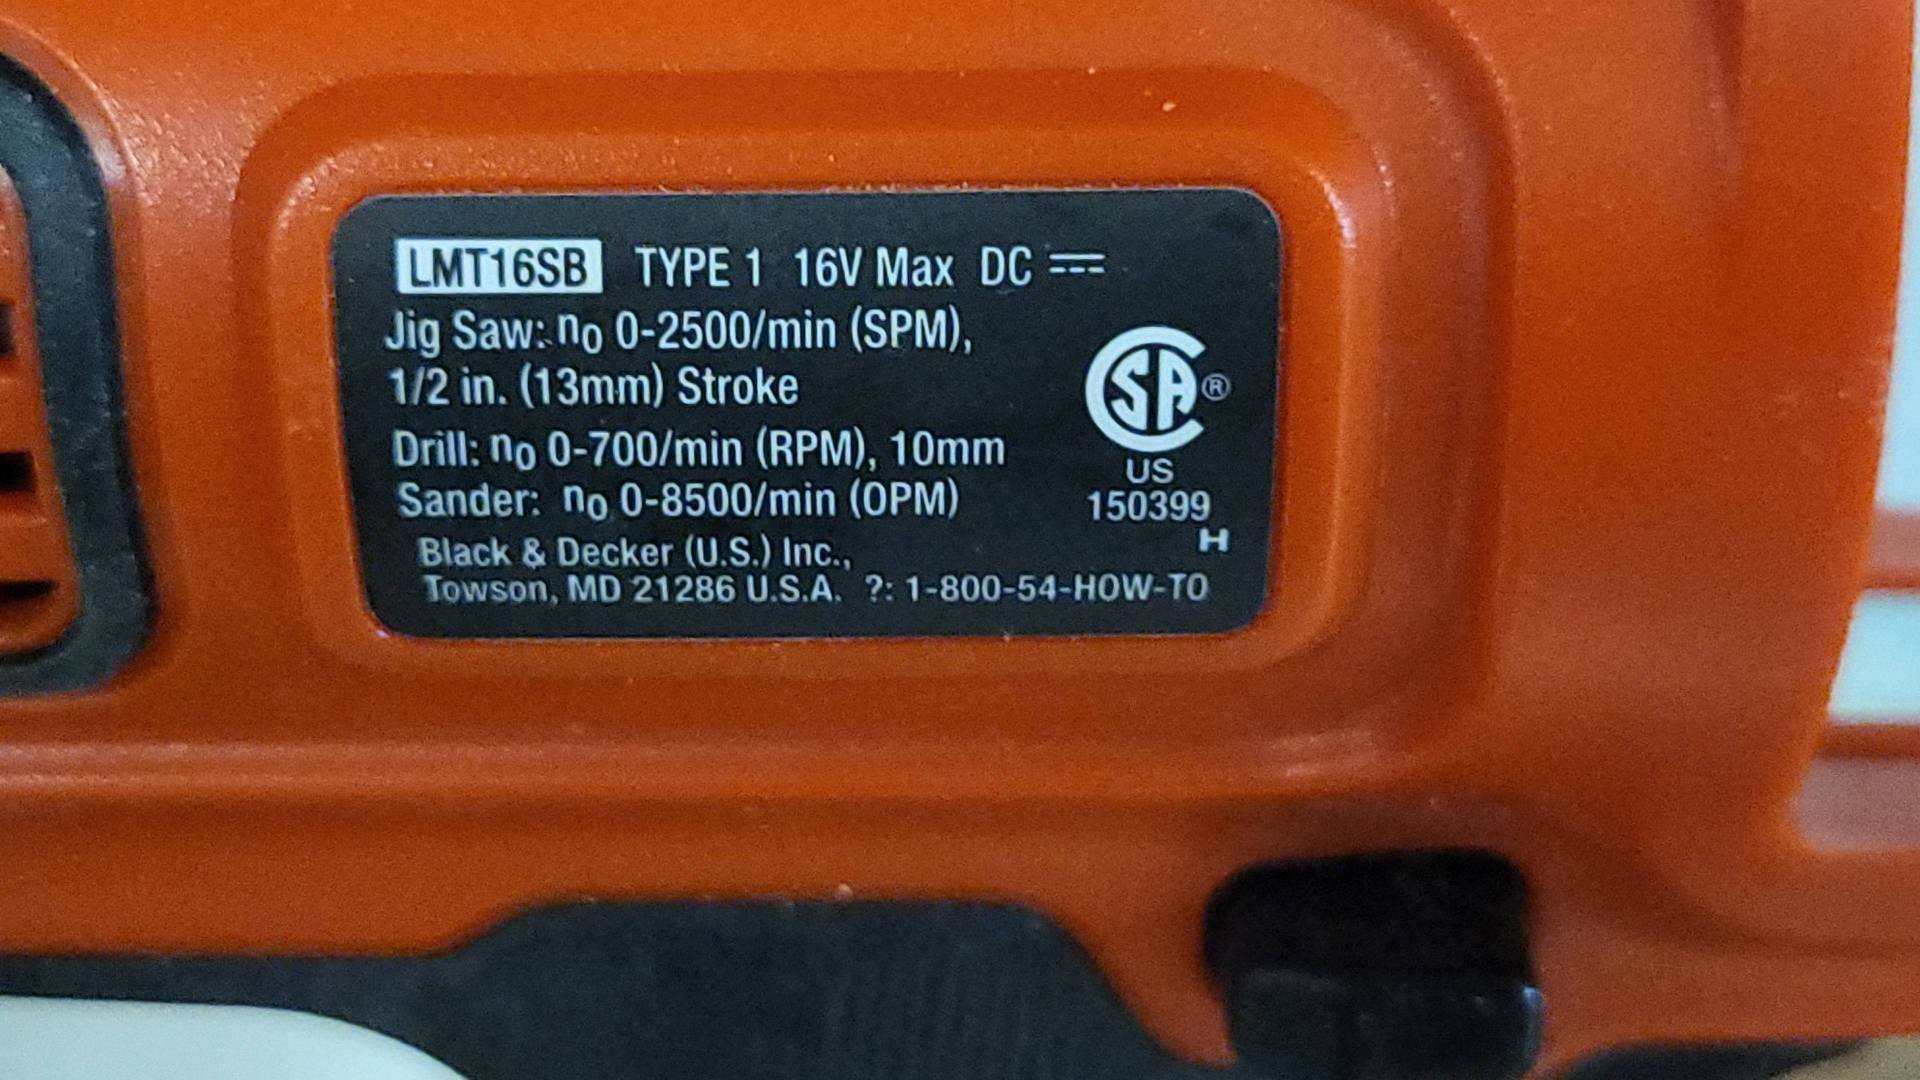 LMT16SB TYPE 1 16V Max DC ⎓
Jig Saw: n₀ 0-2500/min (SPM),
1/2 in. (13mm) Stroke
Drill: n₀ 0-700/min (RPM), 10mm
Sander: n₀ 0-8500/min (OPM)
Black & Decker (U.S.) Inc.,
Towson, MD 21286 U.S.A. ?: 1-800-54-HOW-TO
CSA®
US
150399
H